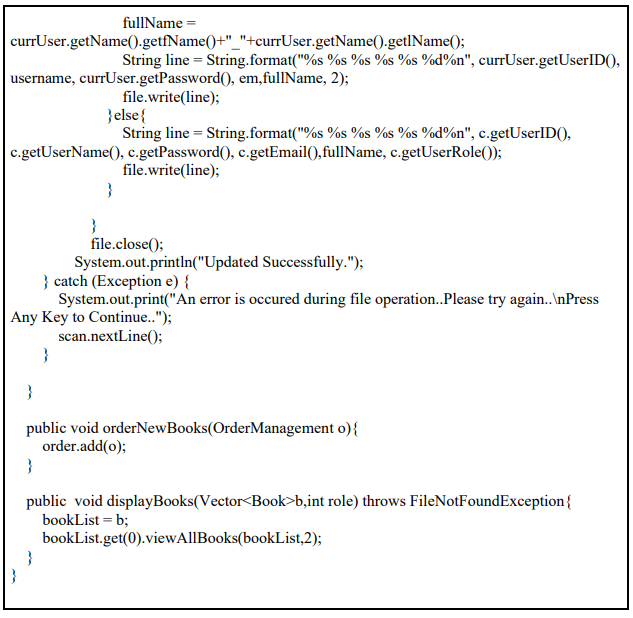 fullName =
currUser.getName().getfName()+"_"+currUser.getName().getlName();
String line = String.format("%s %s %s %s %s %d%n", currUser.getUserID(),
username, currUser.getPassword(), em,fullName, 2);
file.write(line);
}else{
String line = String.format("%s %s %s %s %s %d%n", c.getUserID(),
c.getUserName(), c.getPassword(), c.getEmail(),fullName, c.getUserRole());
file.write(line);
}
}
file.close();
System.out.println("Updated Successfully.");
} catch (Exception e) {
System.out.print("An error is occured during file operation..Please try again..\nPress
Any Key to Continue..");
scan.nextLine();
}
}
public void orderNewBooks(OrderManagement o){
order.add(o);
}
public  void displayBooks(Vector<Book>b,int role) throws FileNotFoundException{
bookList = b;
bookList.get(0).viewAllBooks(bookList,2);
}
}